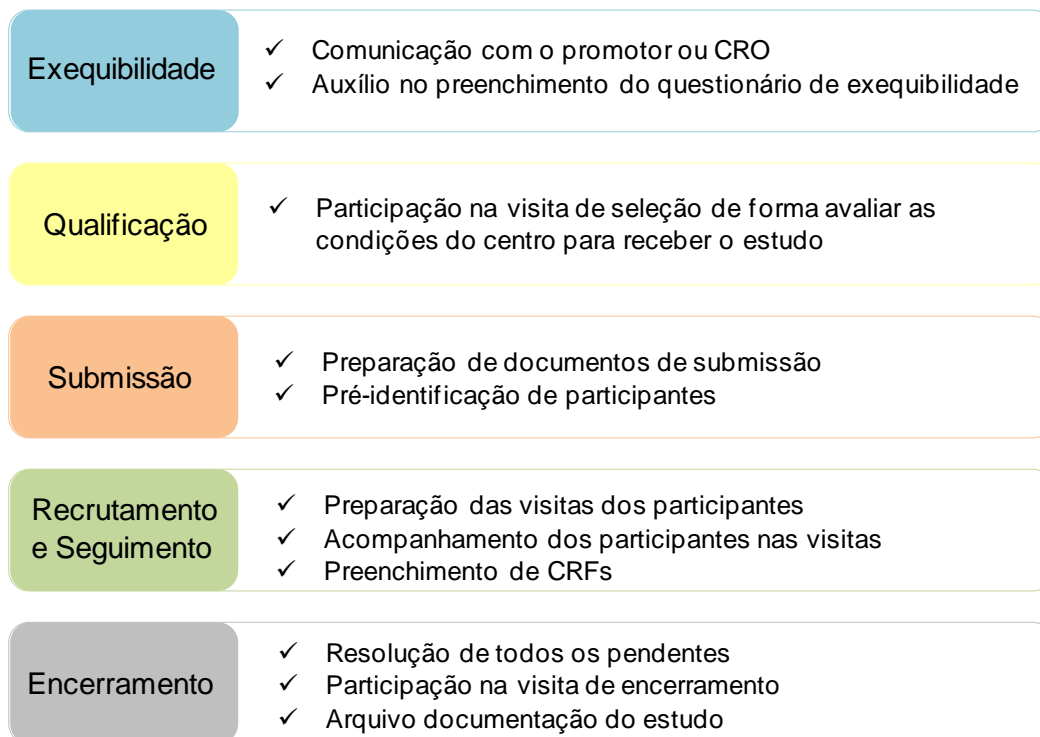 Exequibilidade
✓ Comunicação com o promotor ou CRO
✓ Auxílio no preenchimento do questionário de exequibilidade
Qualificação
✓ Participação na visita de seleção de forma avaliar as
condições do centro para receber o estudo
Submissão
✓ Preparação de documentos de submissão
✓ Pré-identificação de participantes
Recrutamento
e Seguimento
✓ Preparação das visitas dos participantes
✓ Acompanhamento dos participantes nas visitas
✓ Preenchimento de CRFs
Encerramento
✓ Resolução de todos os pendentes
✓ Participação na visita de encerramento
✓ Arquivo documentação do estudo